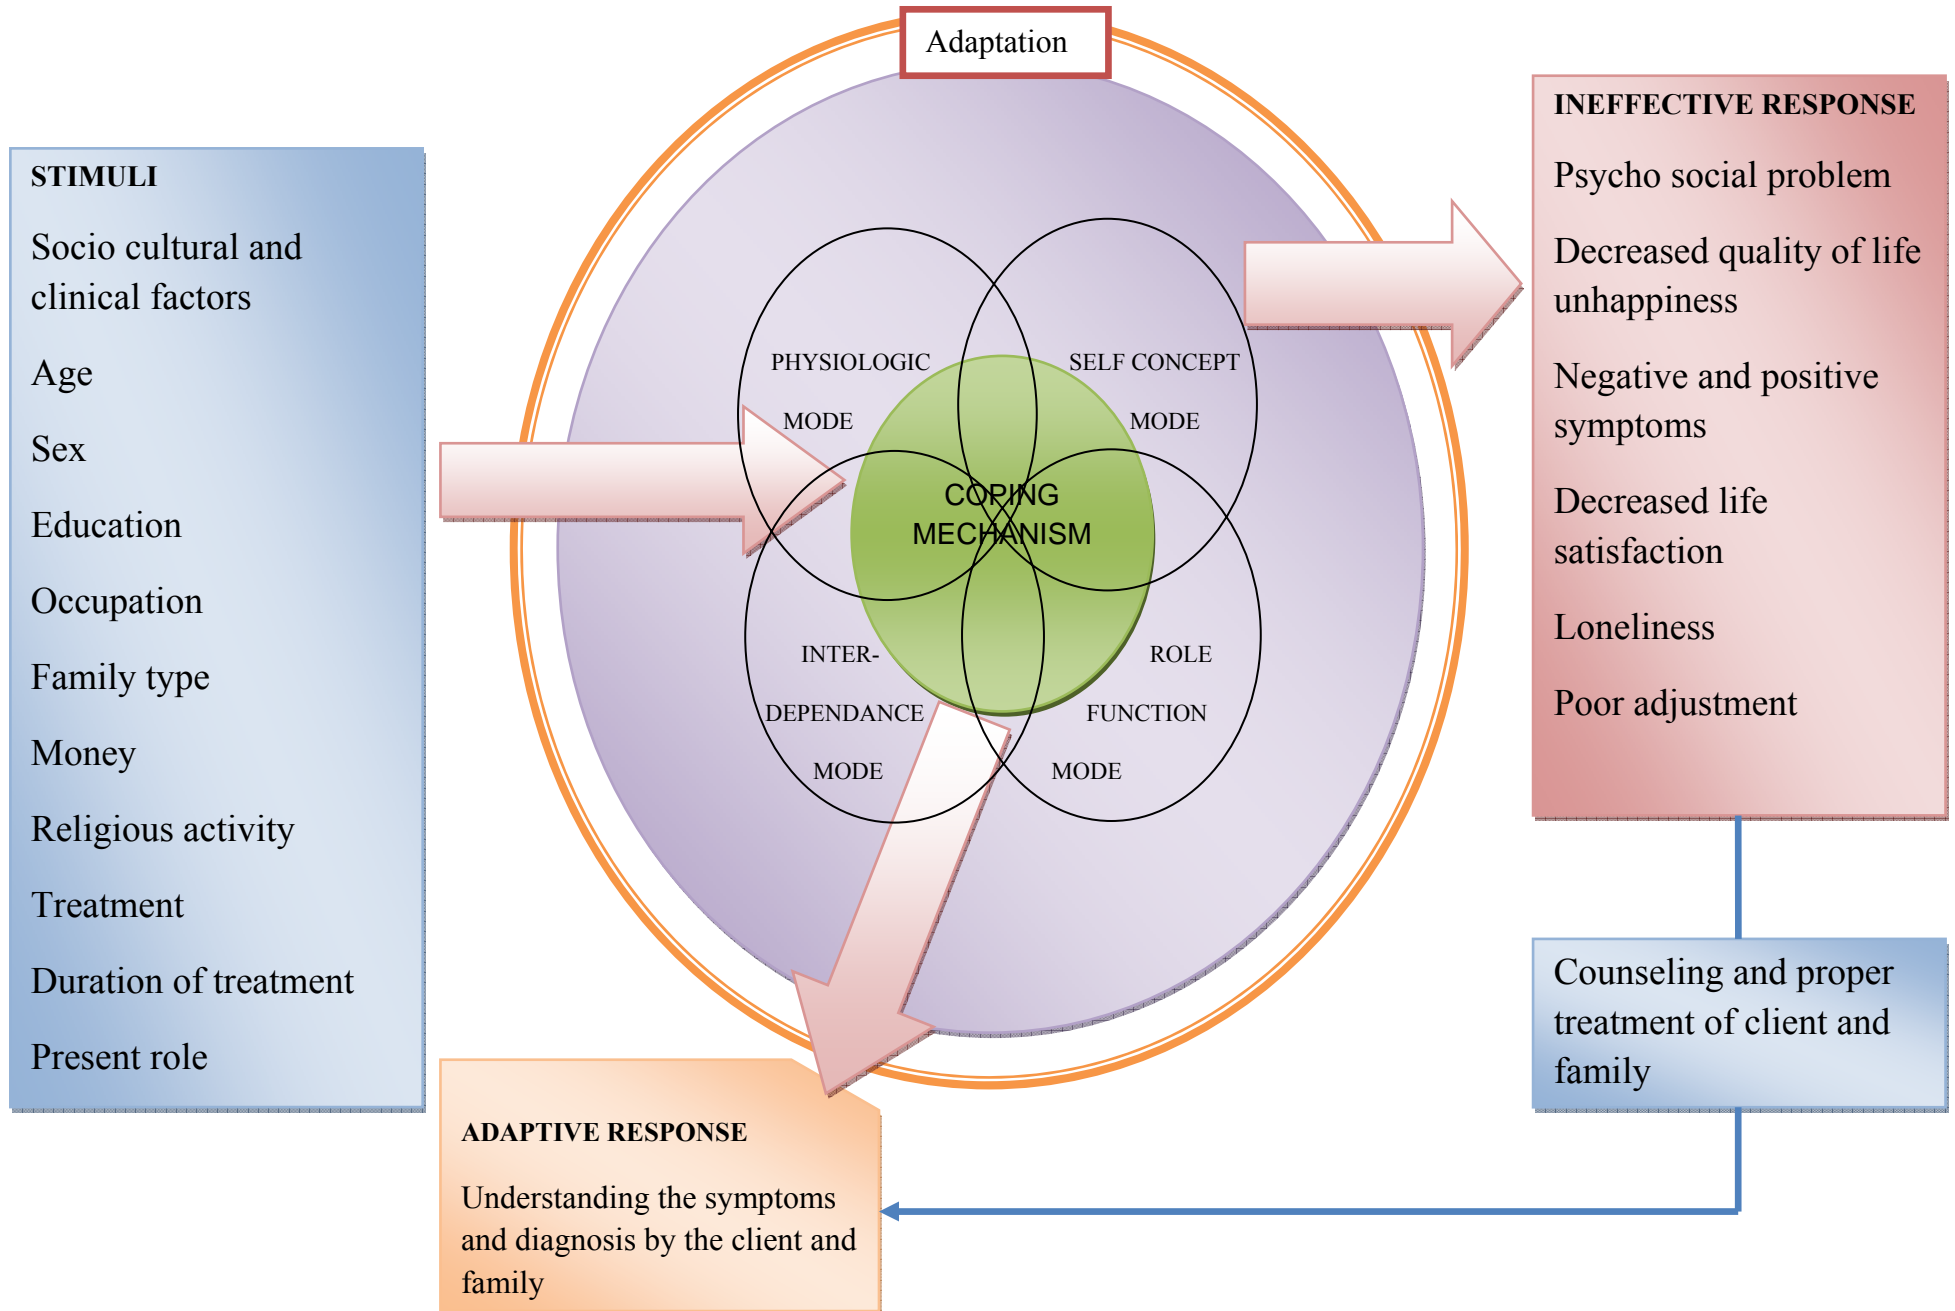 Adaptation
STIMULI
Socio cultural and
clinical factors
Age
Sex
Education
Occupation
Family type
Money
Religious activity
Treatment
Duration of treatment
Present role
PHYSIOLOGIC
MODE
SELF CONCEPT
MODE
COPING
MECHANISM
INTER-
DEPENDANCE
MODE
ROLE
FUNCTION
MODE
INEFFECTIVE RESPONSE
Psycho social problem
Decreased quality of life
unhappiness
Negative and positive
symptoms
Decreased life
satisfaction
Loneliness
Poor adjustment
Counseling and proper
treatment of client and
family
ADAPTIVE RESPONSE
Understanding the symptoms
and diagnosis by the client and
family